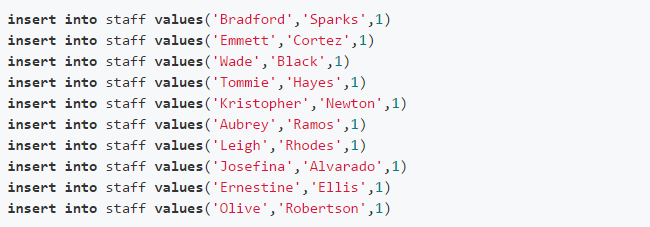 insert into staff values('Bradford','Sparks',1)
insert into staff values('Emmett','Cortez',1)
insert into staff values('Wade','Black',1)
insert into staff values('Tommie','Hayes',1)
insert into staff values('Kristopher','Newton',1)
insert into staff values('Aubrey','Ramos',1)
insert into staff values('Leigh','Rhodes',1)
insert into staff values('Josefina','Alvarado',1)
insert into staff values('Ernestine','Ellis',1)
insert into staff values('Olive','Robertson',1)